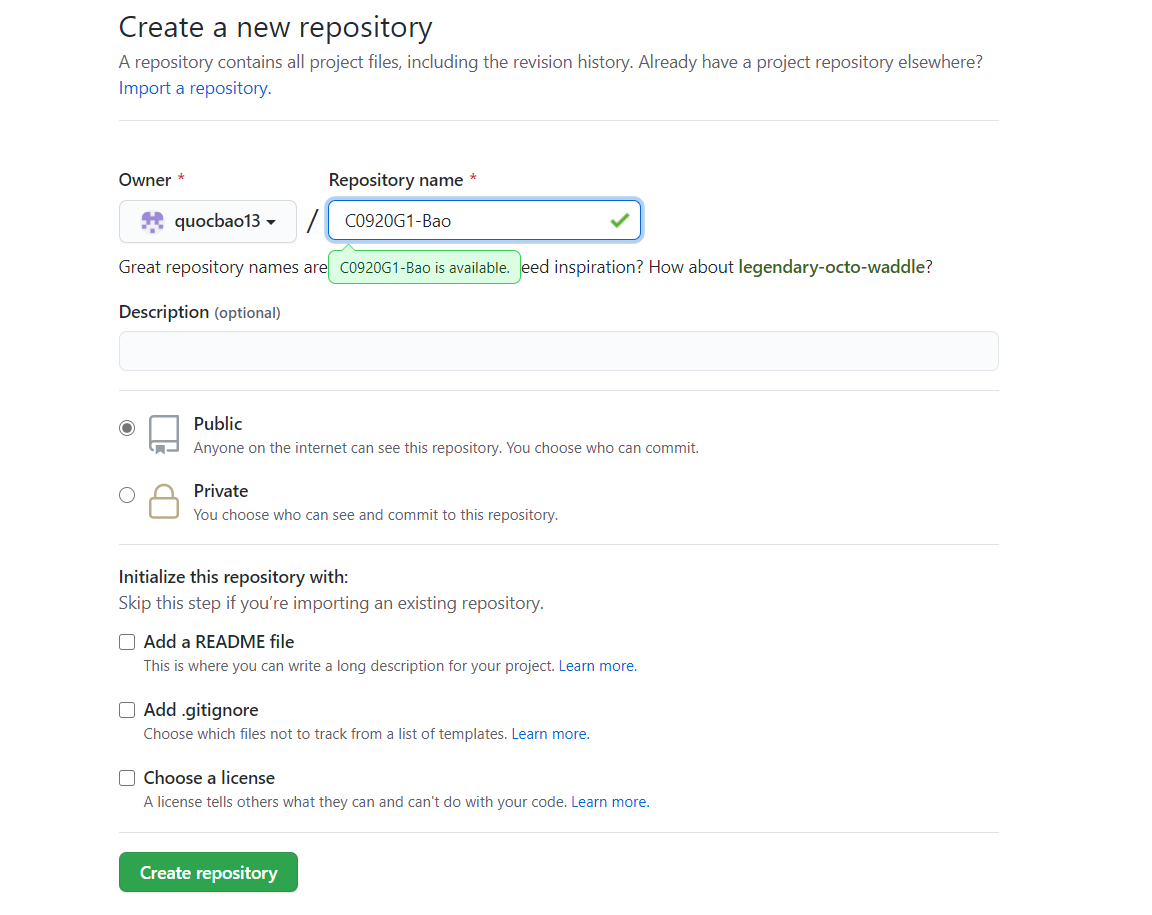 Create a new repository
A repository contains all project files, including the revision history. Already have a project repository elsewhere?
Import a repository.
Owner *
Repository name *
quocbao13
/
C0920G1-Bao
Great repository names are
C0920G1-Bao is available.
eed inspiration? How about legendary-octo-waddle?
Description (optional)
Public
Anyone on the internet can see this repository. You choose who can commit.
Private
You choose who can see and commit to this repository.
Initialize this repository with:
Skip this step if you’re importing an existing repository.
Add a README file
This is where you can write a long description for your project. Learn more.
Add .gitignore
Choose which files not to track from a list of templates. Learn more.
Choose a license
A license tells others what they can and can't do with your code. Learn more.
Create repository